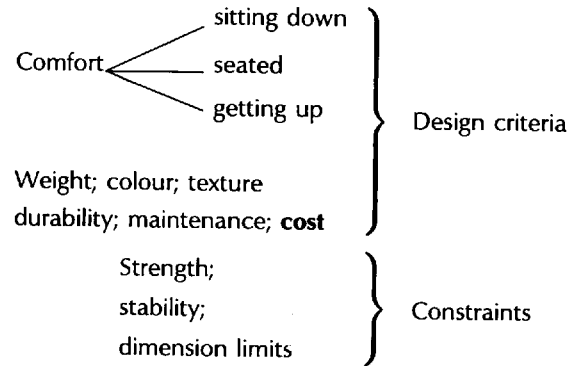 sitting down
Comfort seated
getting up
Design criteria
Weight; colour; texture
durability; maintenance; cost
Strength;
stability;
Constraints
dimension limits